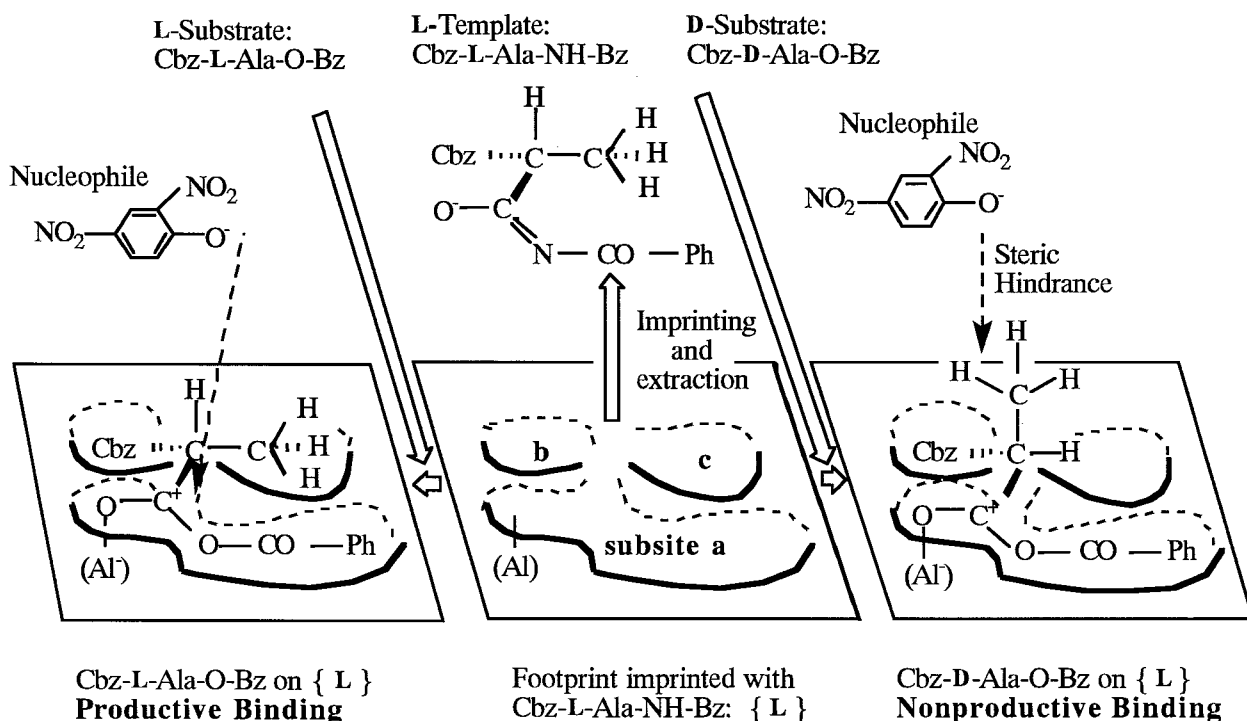 L-Substrate:
Cbz-L-Ala-O-Bz
L-Template:
Cbz-L-Ala-NH-Bz
D-Substrate:
Cbz-D-Ala-O-Bz
Nucleophile
NO2
NO2
O-
H
H
Cbz
C
C
H
H
O-
C
N
CO
Ph
Nucleophile
NO2
NO2
O-
Steric
Hindrance
Imprinting
and
extraction
H
H
Cbz
C
C
H
H
O
C+
O
CO
Ph
(Al-)
b
c
subsite a
(Al)
H
H
C
H
Cbz
C
H
O
C+
O
CO
Ph
(Al-)
Cbz-L-Ala-O-Bz on { L }
Productive Binding
Footprint imprinted with
Cbz-L-Ala-NH-Bz: { L }
Cbz-D-Ala-O-Bz on { L }
Nonproductive Binding